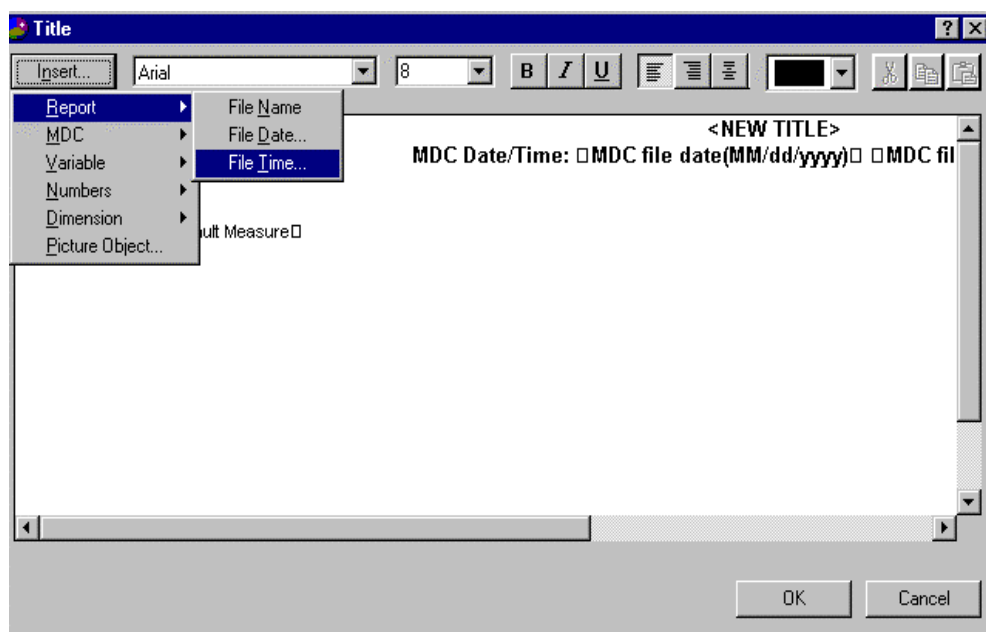 Title
Insert... Arial 8 B I U
Report File Name
MDC File Date... <NEW TITLE>
Variable File Time... MDC Date/Time: □MDC file date(MM/dd/yyyy)□ □MDC fil
Numbers
Dimension ult Measure□
Picture Object...
OK Cancel